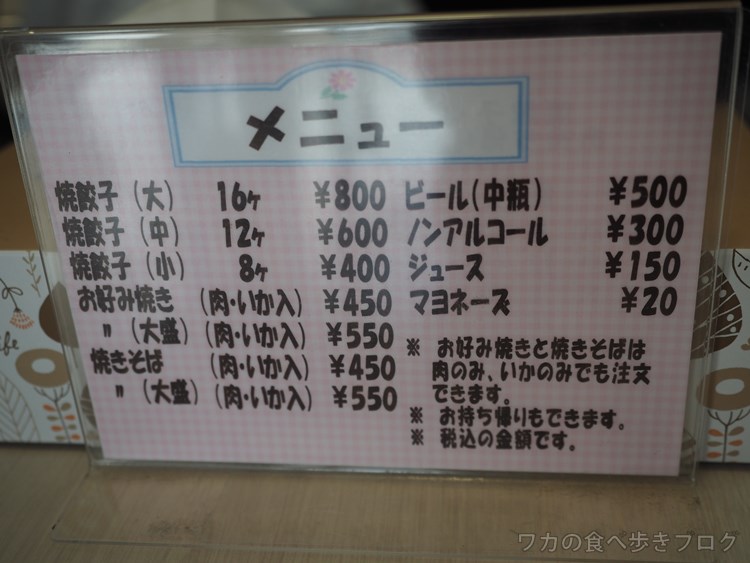 メニュー
焼餃子(大) 16ヶ ¥800
焼餃子(中) 12ヶ ¥600
焼餃子(小) 8ヶ ¥400
お好み焼き (肉・いか入) ¥450
〃(大盛)(肉・いか入) ¥550
焼きそば (肉・いか入) ¥450
〃(大盛)(肉・いか入) ¥550
ビール(中瓶) ¥500
ノンアルコール ¥300
ジュース ¥150
マヨネーズ ¥20
※ お好み焼きと焼きそばは
肉のみ、いかのみでも注文
できます。
※ お持ち帰りもできます。
※ 税込の金額です。
ワカの食べ歩きブログ